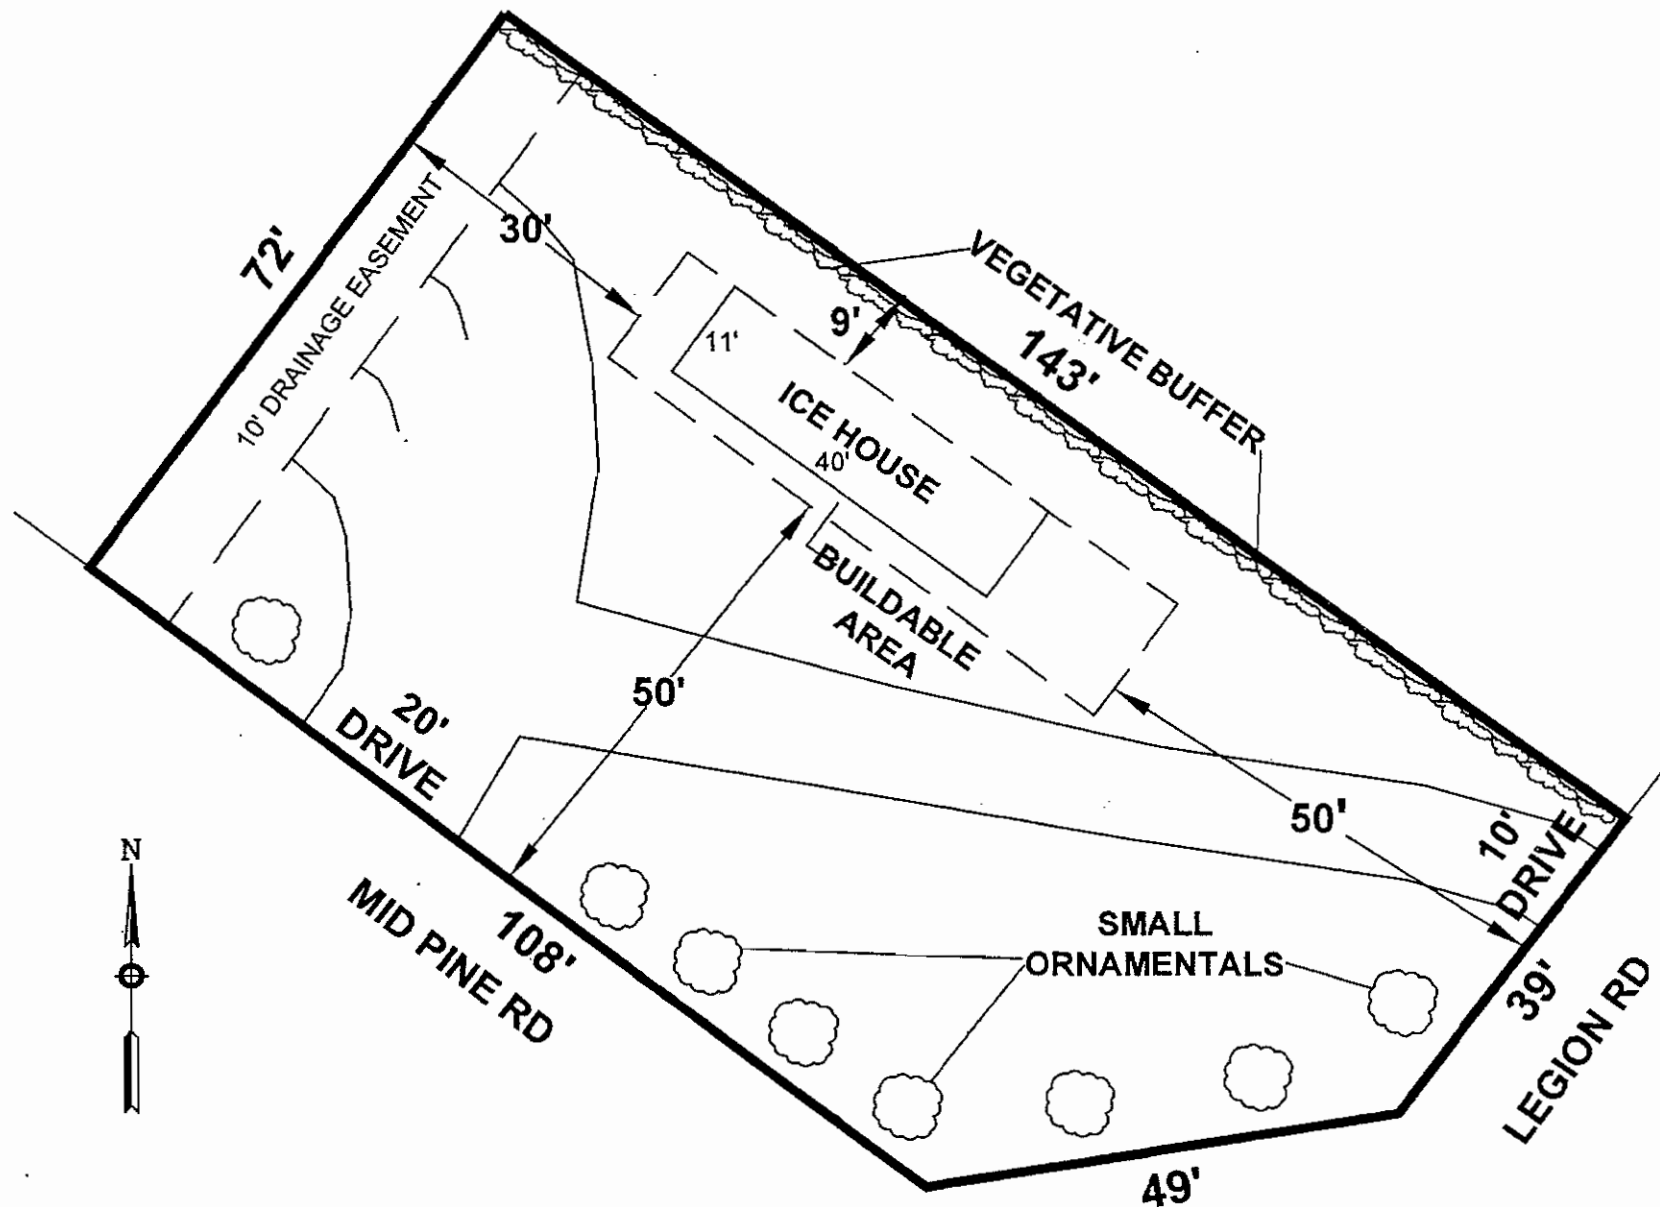 72'
10' DRAINAGE EASEMENT
30'
9'
VEGETATIVE BUFFER
143'
11'
ICE HOUSE
40'
BUILDABLE
AREA
50'
20'
DRIVE
50'
10'
DRIVE
N
MID PINE RD
108'
SMALL
ORNAMENTALS
39'
LEGION RD
49'